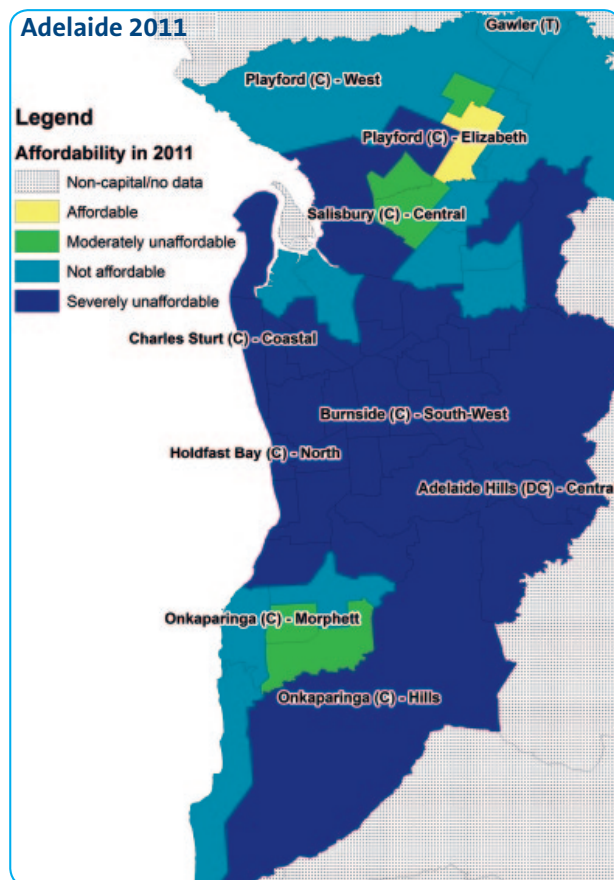 Adelaide 2011
Gawler (T)
Playford (C) - West
Legend
Affordability in 2011
Non-capital/no data
Affordable
Moderately unaffordable
Not affordable
Severely unaffordable
Playford (C) - Elizabeth
Salisbury (C) - Central
Charles Sturt (C) - Coastal
Burnside (C) - South-West
Holdfast Bay (C) - North
Adelaide Hills (DC) - Centra
Onkaparinga (C) - Morphett
Onkaparinga (C) - Hills